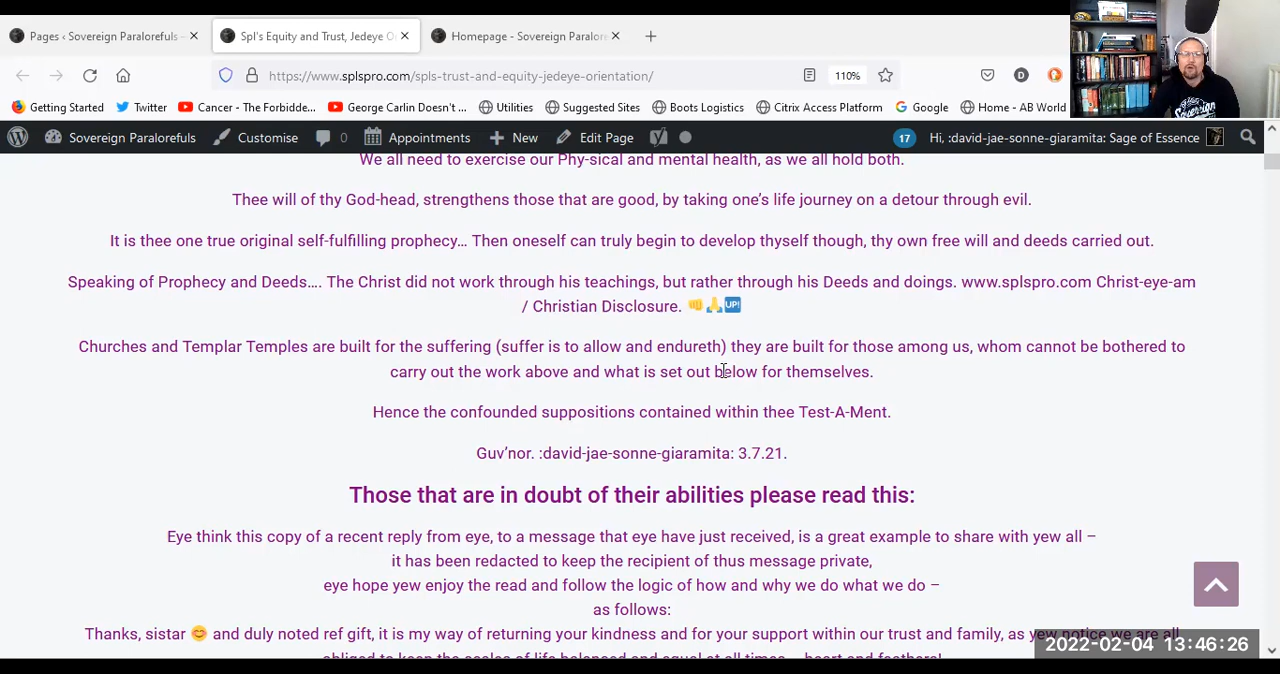 Pages ‹ Sovereign Paralorefuls –
Spl's Equity and Trust, Jedeye O
Homepage - Sovereign Paralor
https://www.splspro.com/spls-trust-and-equity-jedeye-orientation/
110%
Getting Started
Twitter
Cancer - The Forbidde...
George Carlin Doesn't ...
Utilities
Suggested Sites
Boots Logistics
Citrix Access Platform
Google
Home - AB World
Sovereign Paralorefuls
Customise
0
Appointments
New
Edit Page
17
Hi, :david-jae-sonne-giaramita: Sage of Essence
We all need to exercise our Phy-sical and mental health, as we all hold both.
Thee will of thy God-head, strengthens those that are good, by taking one's life journey on a detour through evil.
It is thee one true original self-fulfilling prophecy... Then oneself can truly begin to develop thyself though, thy own free will and deeds carried out.
Speaking of Prophecy and Deeds.... The Christ did not work through his teachings, but rather through his Deeds and doings. www.splspro.com Christ-eye-am
/ Christian Disclosure. 👊🙏🆙
Churches and Templar Temples are built for the suffering (suffer is to allow and endureth) they are built for those among us, whom cannot be bothered to
carry out the work above and what is set out below for themselves.
Hence the confounded suppositions contained within thee Test-A-Ment.
Guv'nor. :david-jae-sonne-giaramita: 3.7.21.
Those that are in doubt of their abilities please read this:
Eye think this copy of a recent reply from eye, to a message that eye have just received, is a great example to share with yew all –
it has been redacted to keep the recipient of thus message private,
eye hope yew enjoy the read and follow the logic of how and why we do what we do –
as follows:
Thanks, sistar 😊 and duly noted ref gift, it is my way of returning your kindness and for your support within our trust and family, as yew notice we are all
2022-02-04 13:46:26